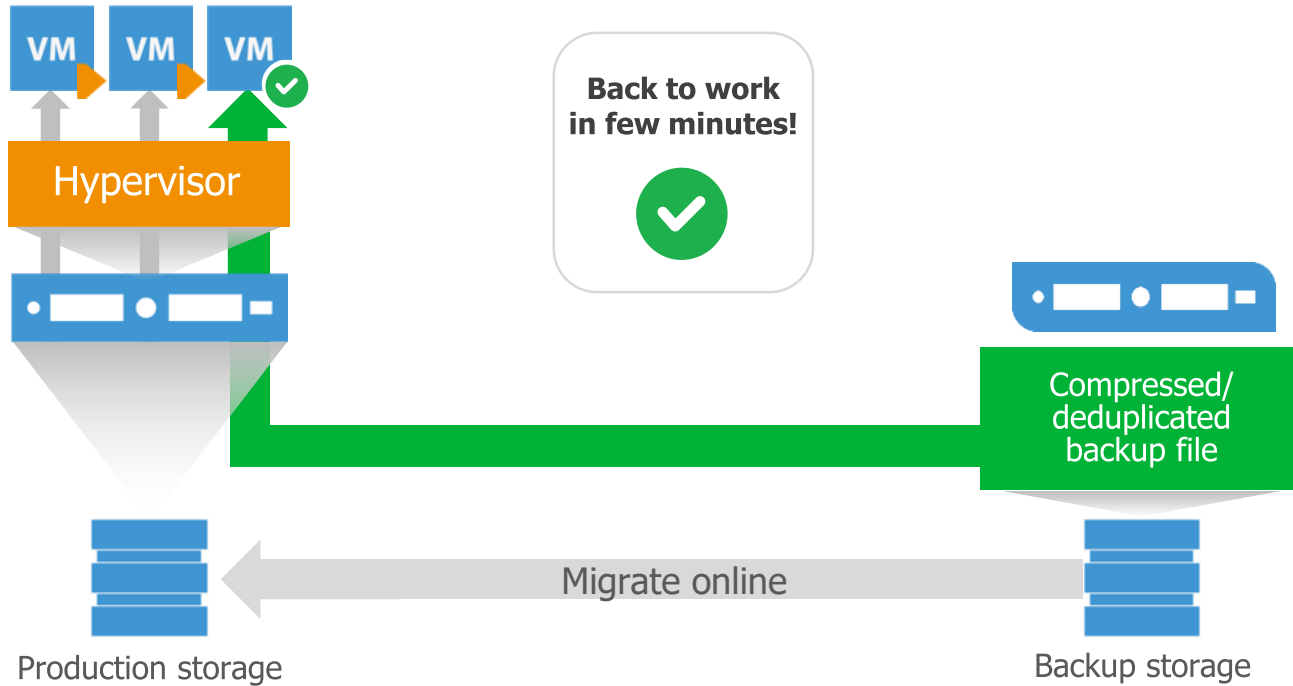 VM VM VM
Back to work
in few minutes!
Hypervisor
Compressed/
deduplicated
backup file
Migrate online
Production storage
Backup storage